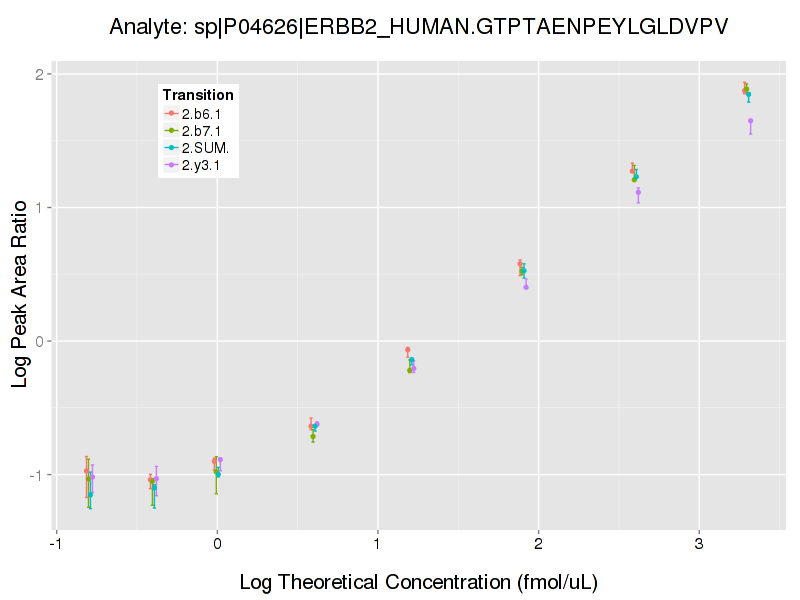 Analyte: sp|P04626|ERBB2_HUMAN.GTPTAENPEYLGLDVPV
Transition
2.b6.1
2.b7.1
2.SUM.
2.y3.1
Log Peak Area Ratio
2
1
0
-1
-1 0 1 2 3
Log Theoretical Concentration (fmol/uL)